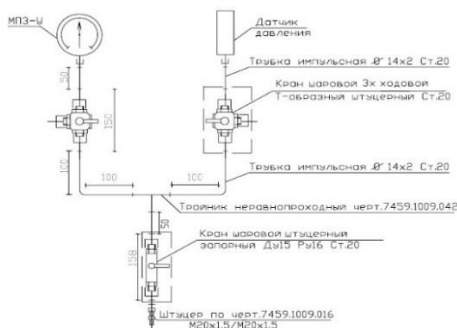 МПЗ-U
Датчик
давления
Трубка импульсная Ø 14х2 Ст.20
Кран шаровой 3х ходовой
Т-образный штуцерный Ст.20
50
150
100
100
100
Трубка импульсная Ø 14х2 Ст.20
Тройник неравнопроходный черт.7459.1009.042
50
Кран шаровой штуцерный
запорный Ду15 Ру16 Ст.20
158
Штуцер по черт.7459.1009.016
М20х1.5/М20х1.5